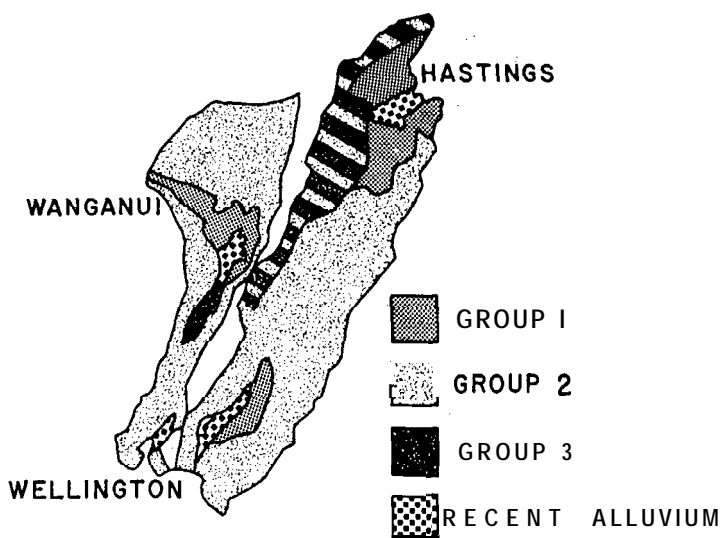 HASTINGS
WANGANUI
WELLINGTON
GROUP I
GROUP 2
GROUP 3
RECENT ALLUVIUM